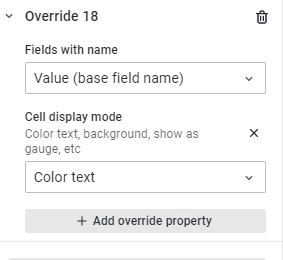 Override 18
Fields with name
Value (base field name)
Cell display mode
Color text, background, show as
gauge, etc
Color text
+ Add override property